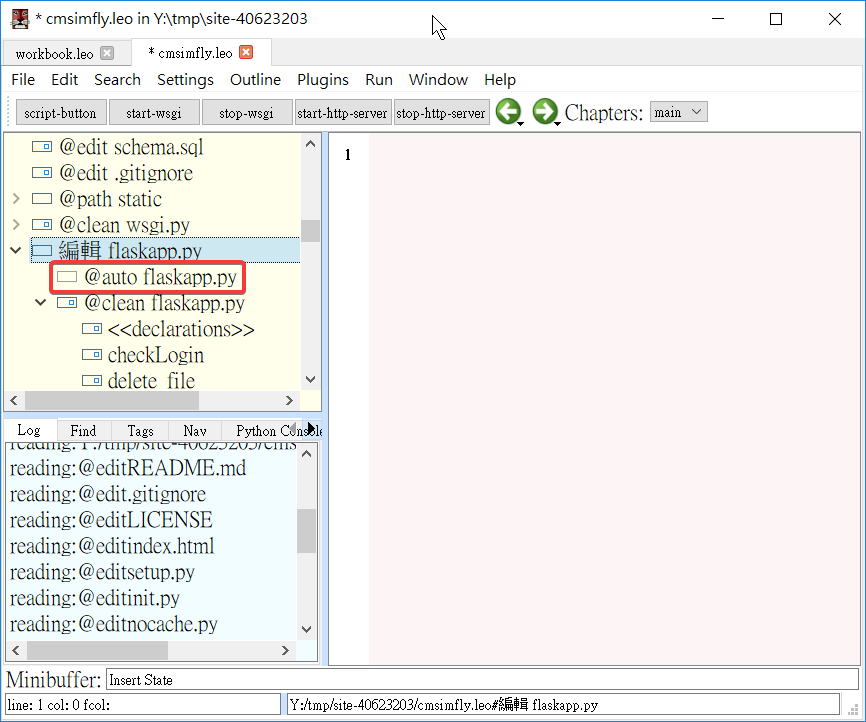 * cmsimfly.leo in Y:\tmp\site-40623203
workbook.leo
* cmsimfly.leo
File Edit Search Settings Outline Plugins Run Window Help
script-button start-wsgi stop-wsgi start-http-server stop-http-server Chapters: main
@edit schema.sql
@edit .gitignore
@path static
@clean wsgi.py
編輯 flaskapp.py
@auto flaskapp.py
@clean flaskapp.py
<<declarations>>
checkLogin
delete_file
1
Log Find Tags Nav Python Console
reading: Y:/tmp/site-40623203/cms
reading:@editREADME.md
reading:@edit.gitignore
reading:@editLICENSE
reading:@editindex.html
reading:@editsetup.py
reading:@editinit.py
reading:@editnocache.py
Minibuffer: Insert State
line: 1 col: 0 fcol:
Y:/tmp/site-40623203/cmsimfly.leo#編輯 flaskapp.py